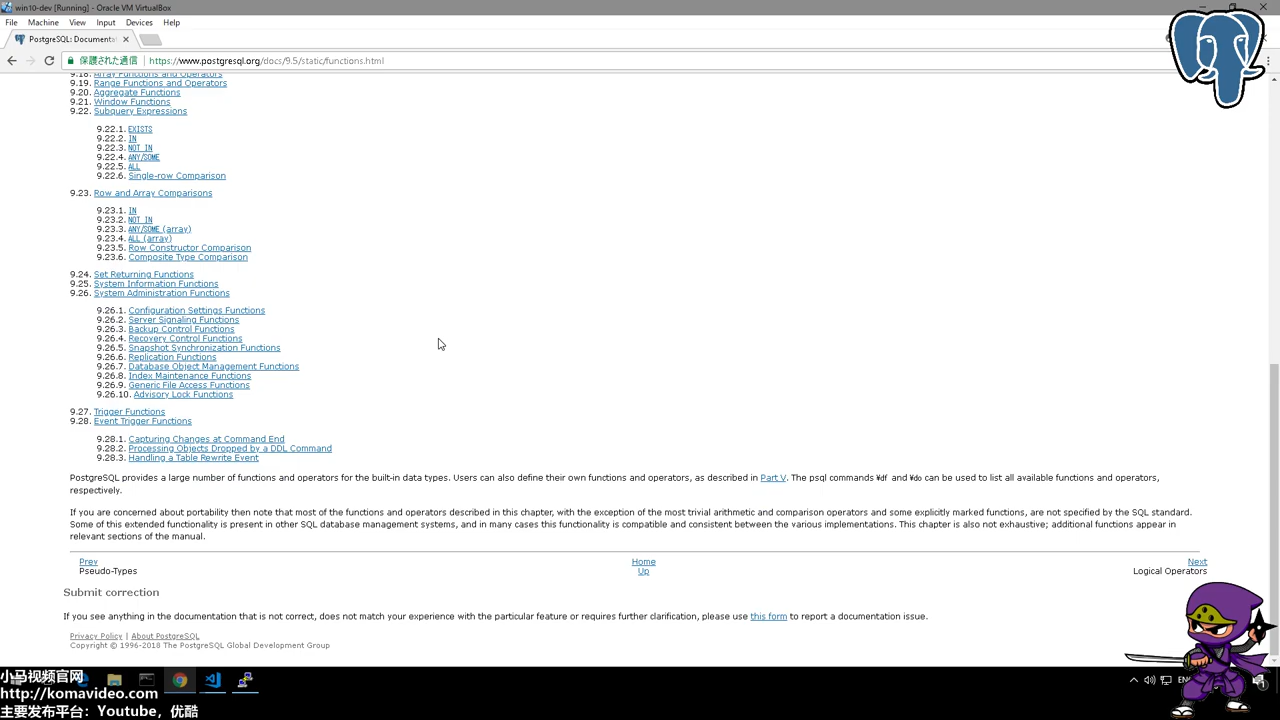 win10-dev [Running] - Oracle VM VirtualBox
File Machine View Input Devices Help
PostgreSQL: Documenta
保護された通信 https://www.postgresql.org/docs/9.5/static/functions.html
9.18. Array Functions and Operators
9.19. Range Functions and Operators
9.20. Aggregate Functions
9.21. Window Functions
9.22. Subquery Expressions
9.22.1. EXISTS
9.22.2. IN
9.22.3. NOT IN
9.22.4. ANY/SOME
9.22.5. ALL
9.22.6. Single-row Comparison
9.23. Row and Array Comparisons
9.23.1. IN
9.23.2. NOT IN
9.23.3. ANY/SOME (array)
9.23.4. ALL (array)
9.23.5. Row Constructor Comparison
9.23.6. Composite Type Comparison
9.24. Set Returning Functions
9.25. System Information Functions
9.26. System Administration Functions
9.26.1. Configuration Settings Functions
9.26.2. Server Signaling Functions
9.26.3. Backup Control Functions
9.26.4. Recovery Control Functions
9.26.5. Snapshot Synchronization Functions
9.26.6. Replication Functions
9.26.7. Database Object Management Functions
9.26.8. Index Maintenance Functions
9.26.9. Generic File Access Functions
9.26.10. Advisory Lock Functions
9.27. Trigger Functions
9.28. Event Trigger Functions
9.28.1. Capturing Changes at Command End
9.28.2. Processing Objects Dropped by a DDL Command
9.28.3. Handling a Table Rewrite Event
PostgreSQL provides a large number of functions and operators for the built-in data types. Users can also define their own functions and operators, as described in Part V. The psql commands ¥df and ¥do can be used to list all available functions and operators,
respectively.
If you are concerned about portability then note that most of the functions and operators described in this chapter, with the exception of the most trivial arithmetic and comparison operators and some explicitly marked functions, are not specified by the SQL standard.
Some of this extended functionality is present in other SQL database management systems, and in many cases this functionality is compatible and consistent between the various implementations. This chapter is also not exhaustive; additional functions appear in
relevant sections of the manual.
Prev Home Next
Pseudo-Types Up Logical Operators
Submit correction
If you see anything in the documentation that is not correct, does not match your experience with the particular feature or requires further clarification, please use this form to report a documentation issue.
Privacy Policy | About PostgreSQL
Copyright © 1996-2018 The PostgreSQL Global Development Group
小马视频官网
http://komavideo.com
主要发布平台：Youtube，优酷